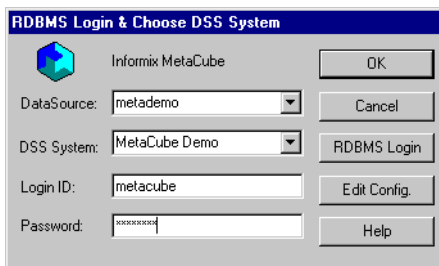 RDBMS Login & Choose DSS System
Informix MetaCube
OK
DataSource: metademo
Cancel
DSS System: MetaCube Demo
RDBMS Login
Login ID: metacube
Edit Config.
Password: ********
Help